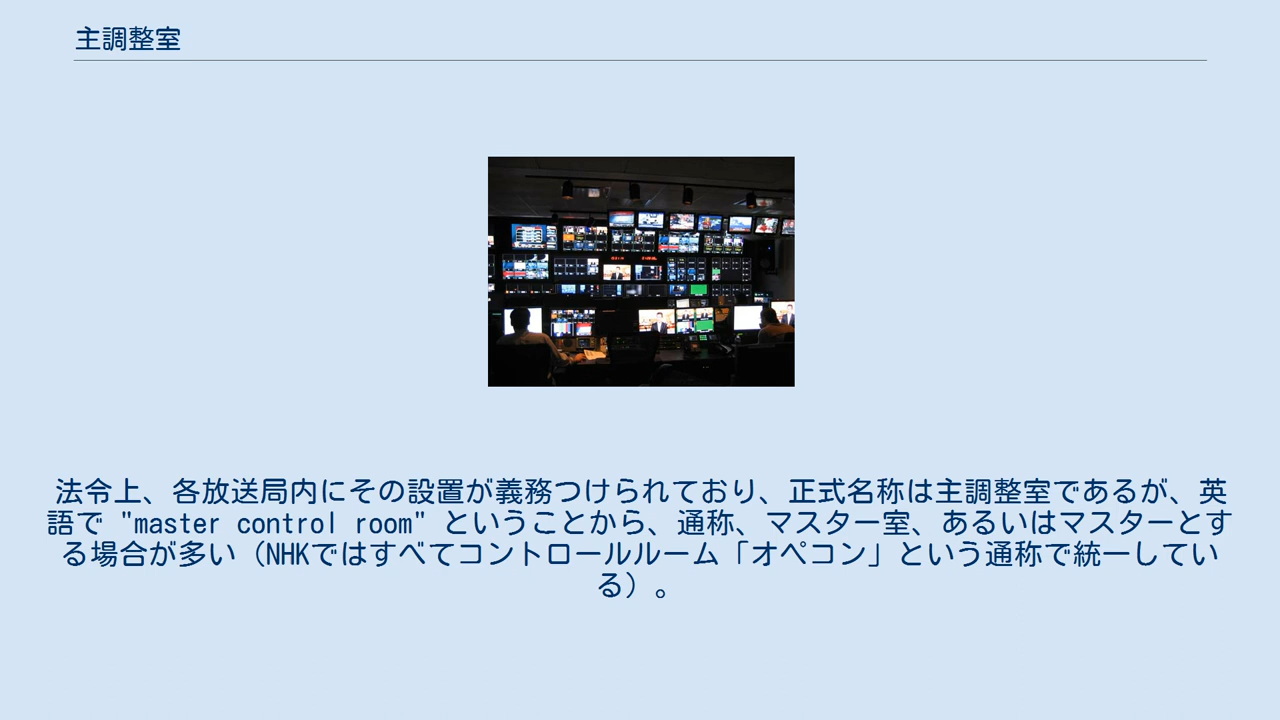 主調整室
法令上、各放送局内にその設置が義務つけられており、正式名称は主調整室であるが、英
語で "master control room" ということから、通称、マスター室、あるいはマスターとす
る場合が多い（NHKではすべてコントロールルーム「オペコン」という通称で統一してい
る）。